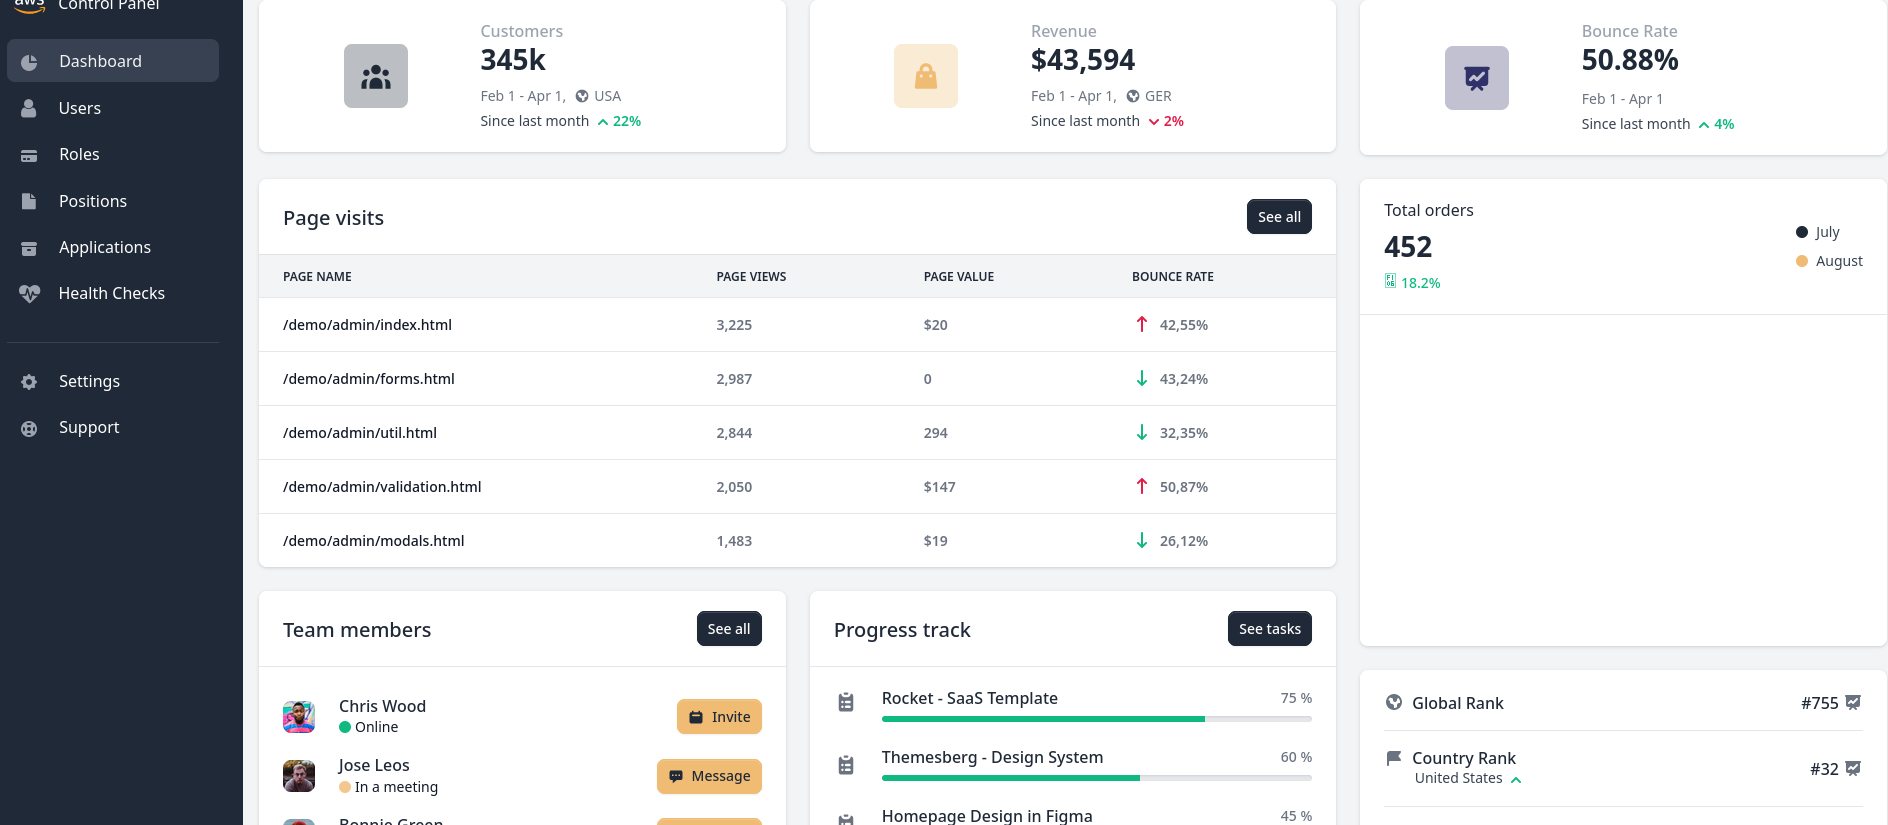 aws
Control Panel
Dashboard
Users
Roles
Positions
Applications
Health Checks
Settings
Support
Customers
345k
Feb 1 - Apr 1, USA
Since last month 22%
Revenue
$43,594
Feb 1 - Apr 1, GER
Since last month 2%
Bounce Rate
50.88%
Feb 1 - Apr 1
Since last month 4%
Page visits
See all
PAGE NAME PAGE VIEWS PAGE VALUE BOUNCE RATE
/demo/admin/index.html 3,225 $20 42,55%
/demo/admin/forms.html 2,987 0 43,24%
/demo/admin/util.html 2,844 294 32,35%
/demo/admin/validation.html 2,050 $147 50,87%
/demo/admin/modals.html 1,483 $19 26,12%
Total orders
452
18.2%
July
August
Team members
See all
Chris Wood
Online
Invite
Jose Leos
In a meeting
Message
Bonnie Green
Progress track
See tasks
Rocket - SaaS Template 75 %
Themesberg - Design System 60 %
Homepage Design in Figma 45 %
Global Rank #755
Country Rank
United States
#32